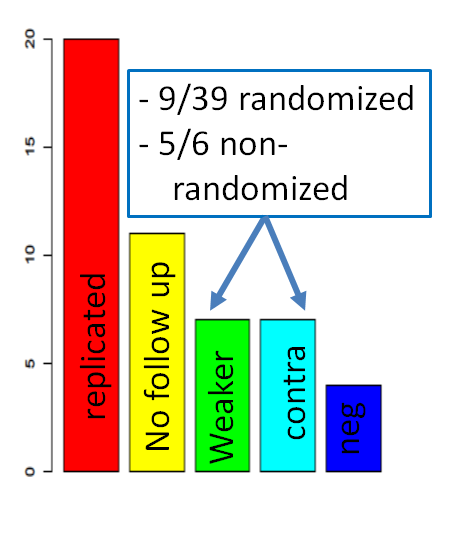 - 9/39 randomized
- 5/6 non-
randomized
20
15
10
5
0
replicated
No follow up
Weaker
contra
neg